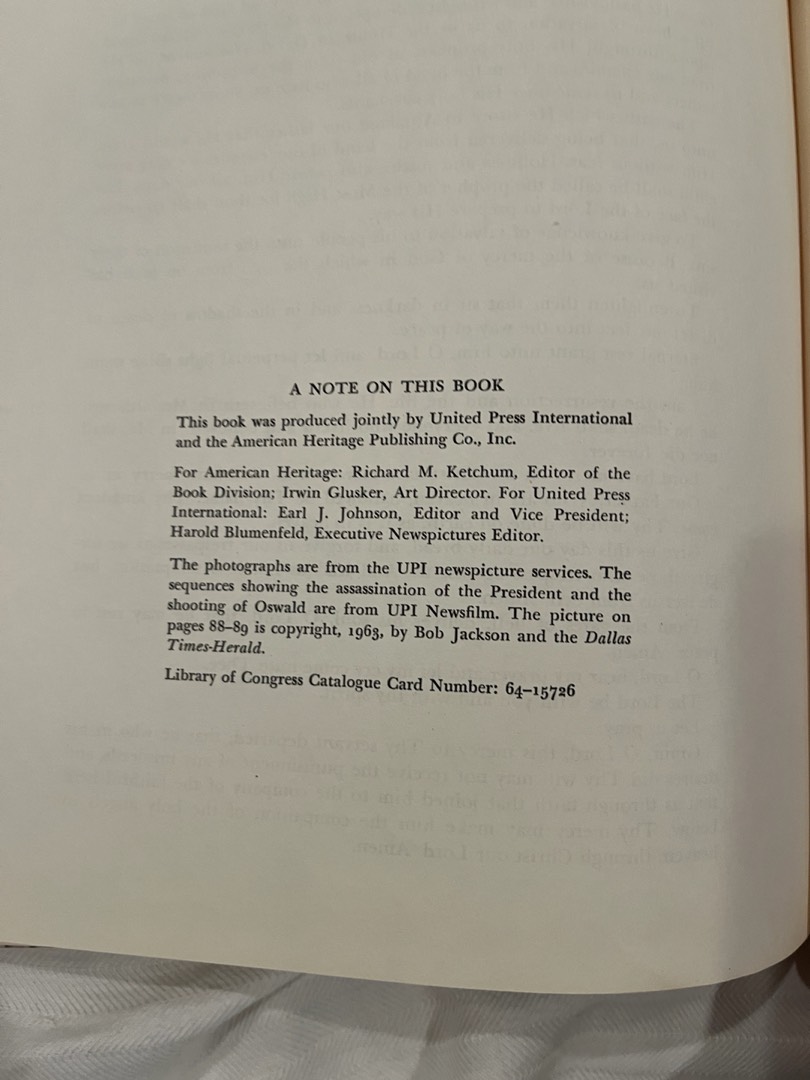 A NOTE ON THIS BOOK
This book was produced jointly by United Press International
and the American Heritage Publishing Co., Inc.
For American Heritage: Richard M. Ketchum, Editor of the
Book Division; Irwin Glusker, Art Director. For United Press
International: Earl J. Johnson, Editor and Vice President;
Harold Blumenfeld, Executive Newspictures Editor.
The photographs are from the UPI newspicture services. The
sequences showing the assassination of the President and the
shooting of Oswald are from UPI Newsfilm. The picture on
pages 88–89 is copyright, 1963, by Bob Jackson and the Dallas
Times-Herald.
Library of Congress Catalogue Card Number: 64–15726